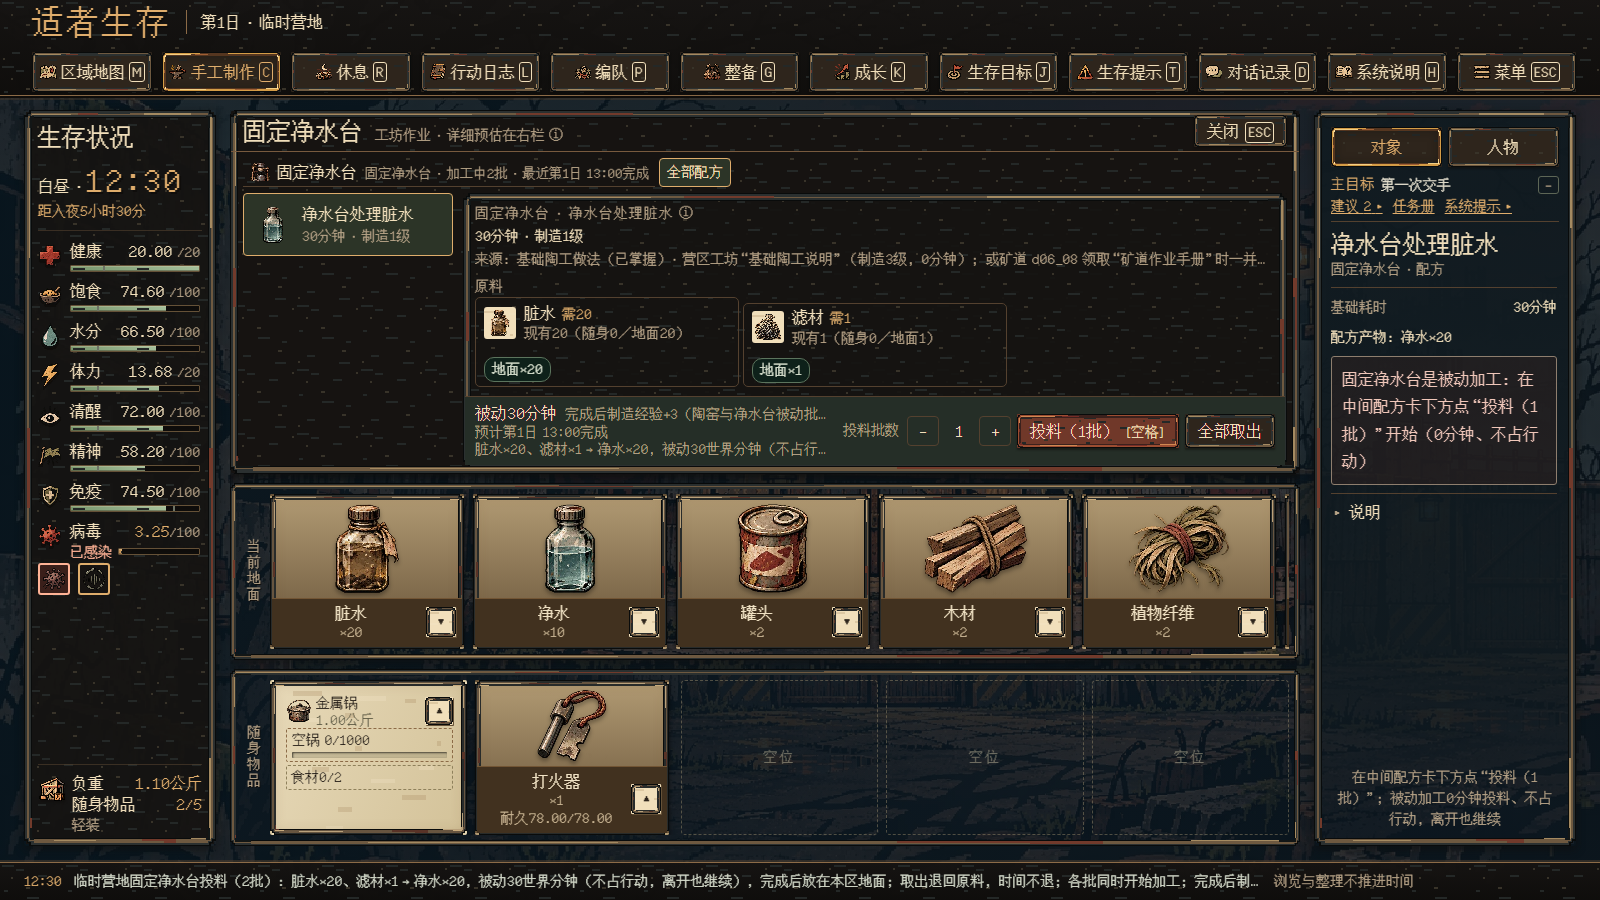 适者生存
第1日 · 临时营地
区域地图 M
手工制作 C
休息 R
行动日志 L
编队 P
整备 G
成长 K
生存目标 J
生存提示 T
对话记录 D
系统说明 H
菜单 ESC
生存状况
白昼 · 12:30
距入夜5小时30分
健康 20.00 /20
饱食 74.60 /100
水分 66.50 /100
体力 13.68 /20
清醒 72.00 /100
精神 58.20 /100
免疫 74.50 /100
病毒 3.25/100
已感染
负重 1.10公斤
随身物品 2/5
轻装
固定净水台 工坊作业 · 详细预估在右栏 ⓘ
关闭 ESC
固定净水台 固定净水台 · 加工中2批 · 最近第1日 13:00完成 全部配方
净水台处理脏水
30分钟 · 制造1级
固定净水台 · 净水台处理脏水 ⓘ
30分钟 · 制造1级
来源: 基础陶工做法（已掌握）· 营区工坊“基础陶工说明”（制造3级, 0分钟）; 或矿道 d06_08 领取“矿道作业手册”时一并…
原料
脏水 需20
现有20（随身0／地面20）
地面×20
滤材 需1
现有1（随身0／地面1）
地面×1
被动30分钟 完成后制造经验+3（陶窑与净水台被动批…
预计第1日 13:00完成
脏水×20、滤材×1→净水×20, 被动30世界分钟（不占行…
投料批数 − 1 + 投料（1批） [空格] 全部取出
当前地面
脏水
×20
净水
×10
罐头
×2
木材
×2
植物纤维
×2
随身物品
金属锅
1.00公斤
空锅 0/1000
食材0/2
打火器
×1
耐久78.00/78.00
空位
空位
空位
对象
人物
主目标 第一次交手 −
建议 2 ▸ 任务册 系统提示 ▸
净水台处理脏水
固定净水台 · 配方
基础耗时 30分钟
配方产物: 净水×20
固定净水台是被动加工: 在
中间配方卡下方点“投料（1
批）”开始（0分钟、不占行
动）
▸ 说明
在中间配方卡下方点“投料（1
批）”; 被动加工0分钟投料、不占
行动, 离开也继续
12:30 临时营地固定净水台投料（2批）: 脏水×20、滤材×1→净水×20, 被动30世界分钟（不占行动, 离开也继续）, 完成后放在本区地面; 取出退回原料, 时间不退; 各批同时开始加工; 完成后制… 浏览与整理不推进时间